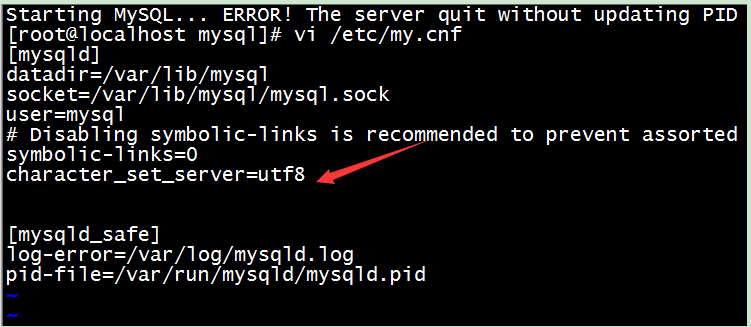 Starting MySQL... ERROR! The server quit without updating PID
[root@localhost mysql]# vi /etc/my.cnf
[mysqld]
datadir=/var/lib/mysql
socket=/var/lib/mysql/mysql.sock
user=mysql
# Disabling symbolic-links is recommended to prevent assorted
symbolic-links=0
character_set_server=utf8
[mysqld_safe]
log-error=/var/log/mysqld.log
pid-file=/var/run/mysqld/mysqld.pid
~
~